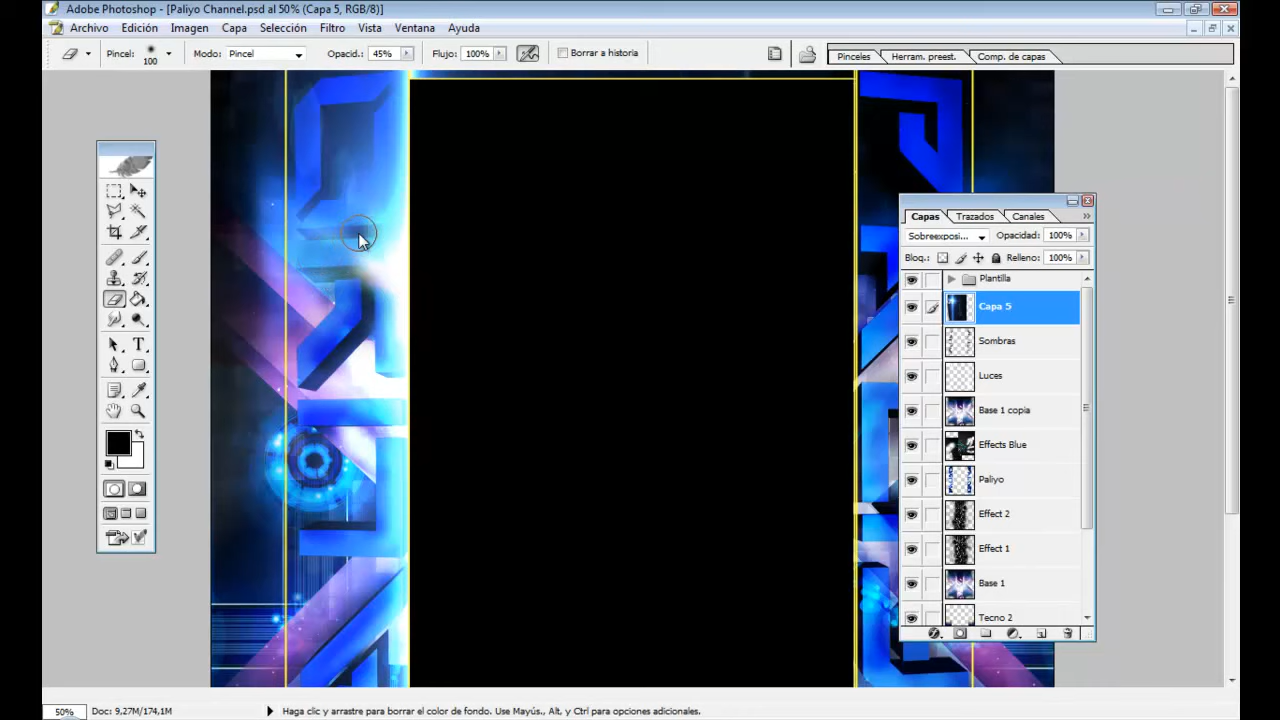 Adobe Photoshop - [Paliyo Channel.psd al 50% (Capa 5, RGB/8)]
Archivo Edición Imagen Capa Selección Filtro Vista Ventana Ayuda
Pincel: 100 Modo: Pincel Opacid.: 45% Flujo: 100% Borrar a historia Pinceles Herram. preest. Comp. de capas
Capas Trazados Canales
Sobreexposi... Opacidad: 100%
Bloq.: Relleno: 100%
Plantilla
Capa 5
Sombras
Luces
Base 1 copia
Effects Blue
Paliyo
Effect 2
Effect 1
Base 1
Tecno 2
50% Doc: 9,27M/174,1M Haga clic y arrastre para borrar el color de fondo. Use Mayús., Alt, y Ctrl para opciones adicionales.